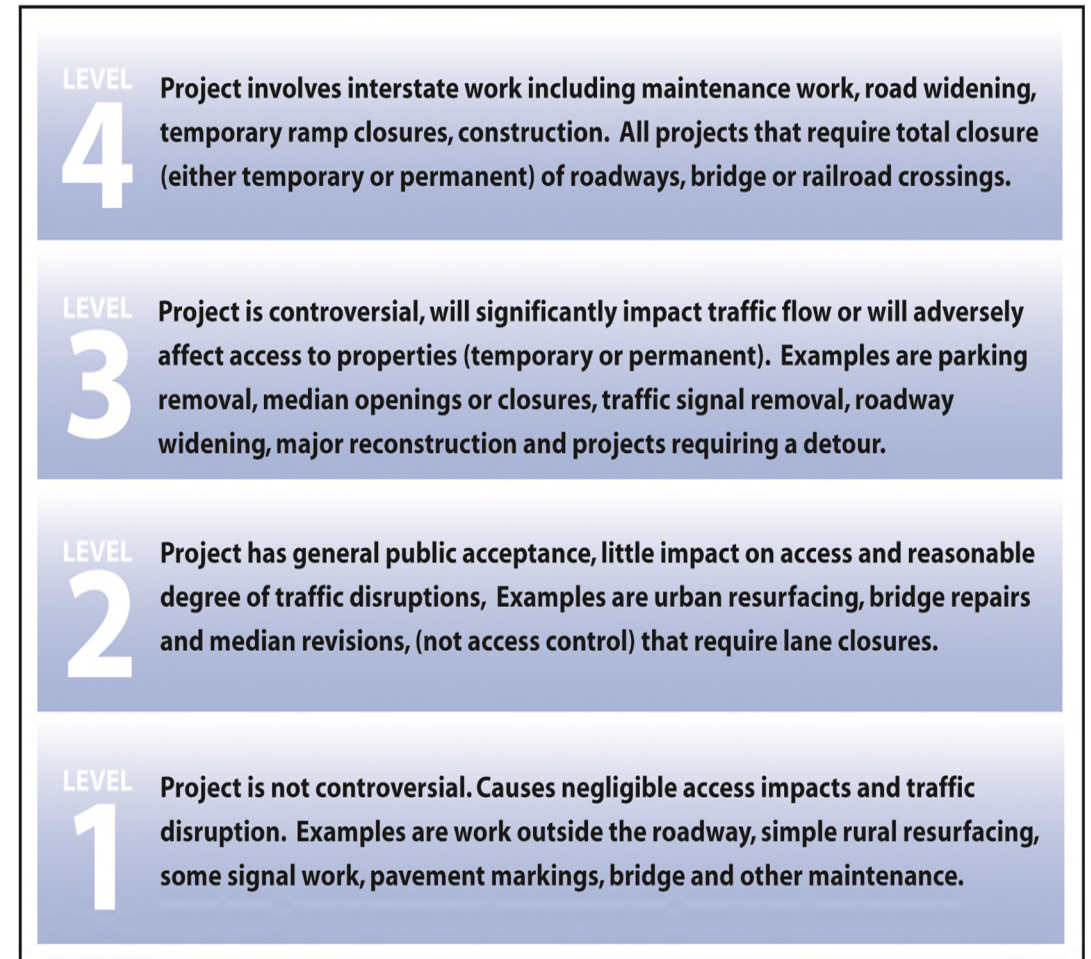 LEVEL
4
Project involves interstate work including maintenance work, road widening,
temporary ramp closures, construction. All projects that require total closure
(either temporary or permanent) of roadways, bridge or railroad crossings.
LEVEL
3
Project is controversial, will significantly impact traffic flow or will adversely
affect access to properties (temporary or permanent). Examples are parking
removal, median openings or closures, traffic signal removal, roadway
widening, major reconstruction and projects requiring a detour.
LEVEL
2
Project has general public acceptance, little impact on access and reasonable
degree of traffic disruptions, Examples are urban resurfacing, bridge repairs
and median revisions, (not access control) that require lane closures.
LEVEL
1
Project is not controversial. Causes negligible access impacts and traffic
disruption. Examples are work outside the roadway, simple rural resurfacing,
some signal work, pavement markings, bridge and other maintenance.